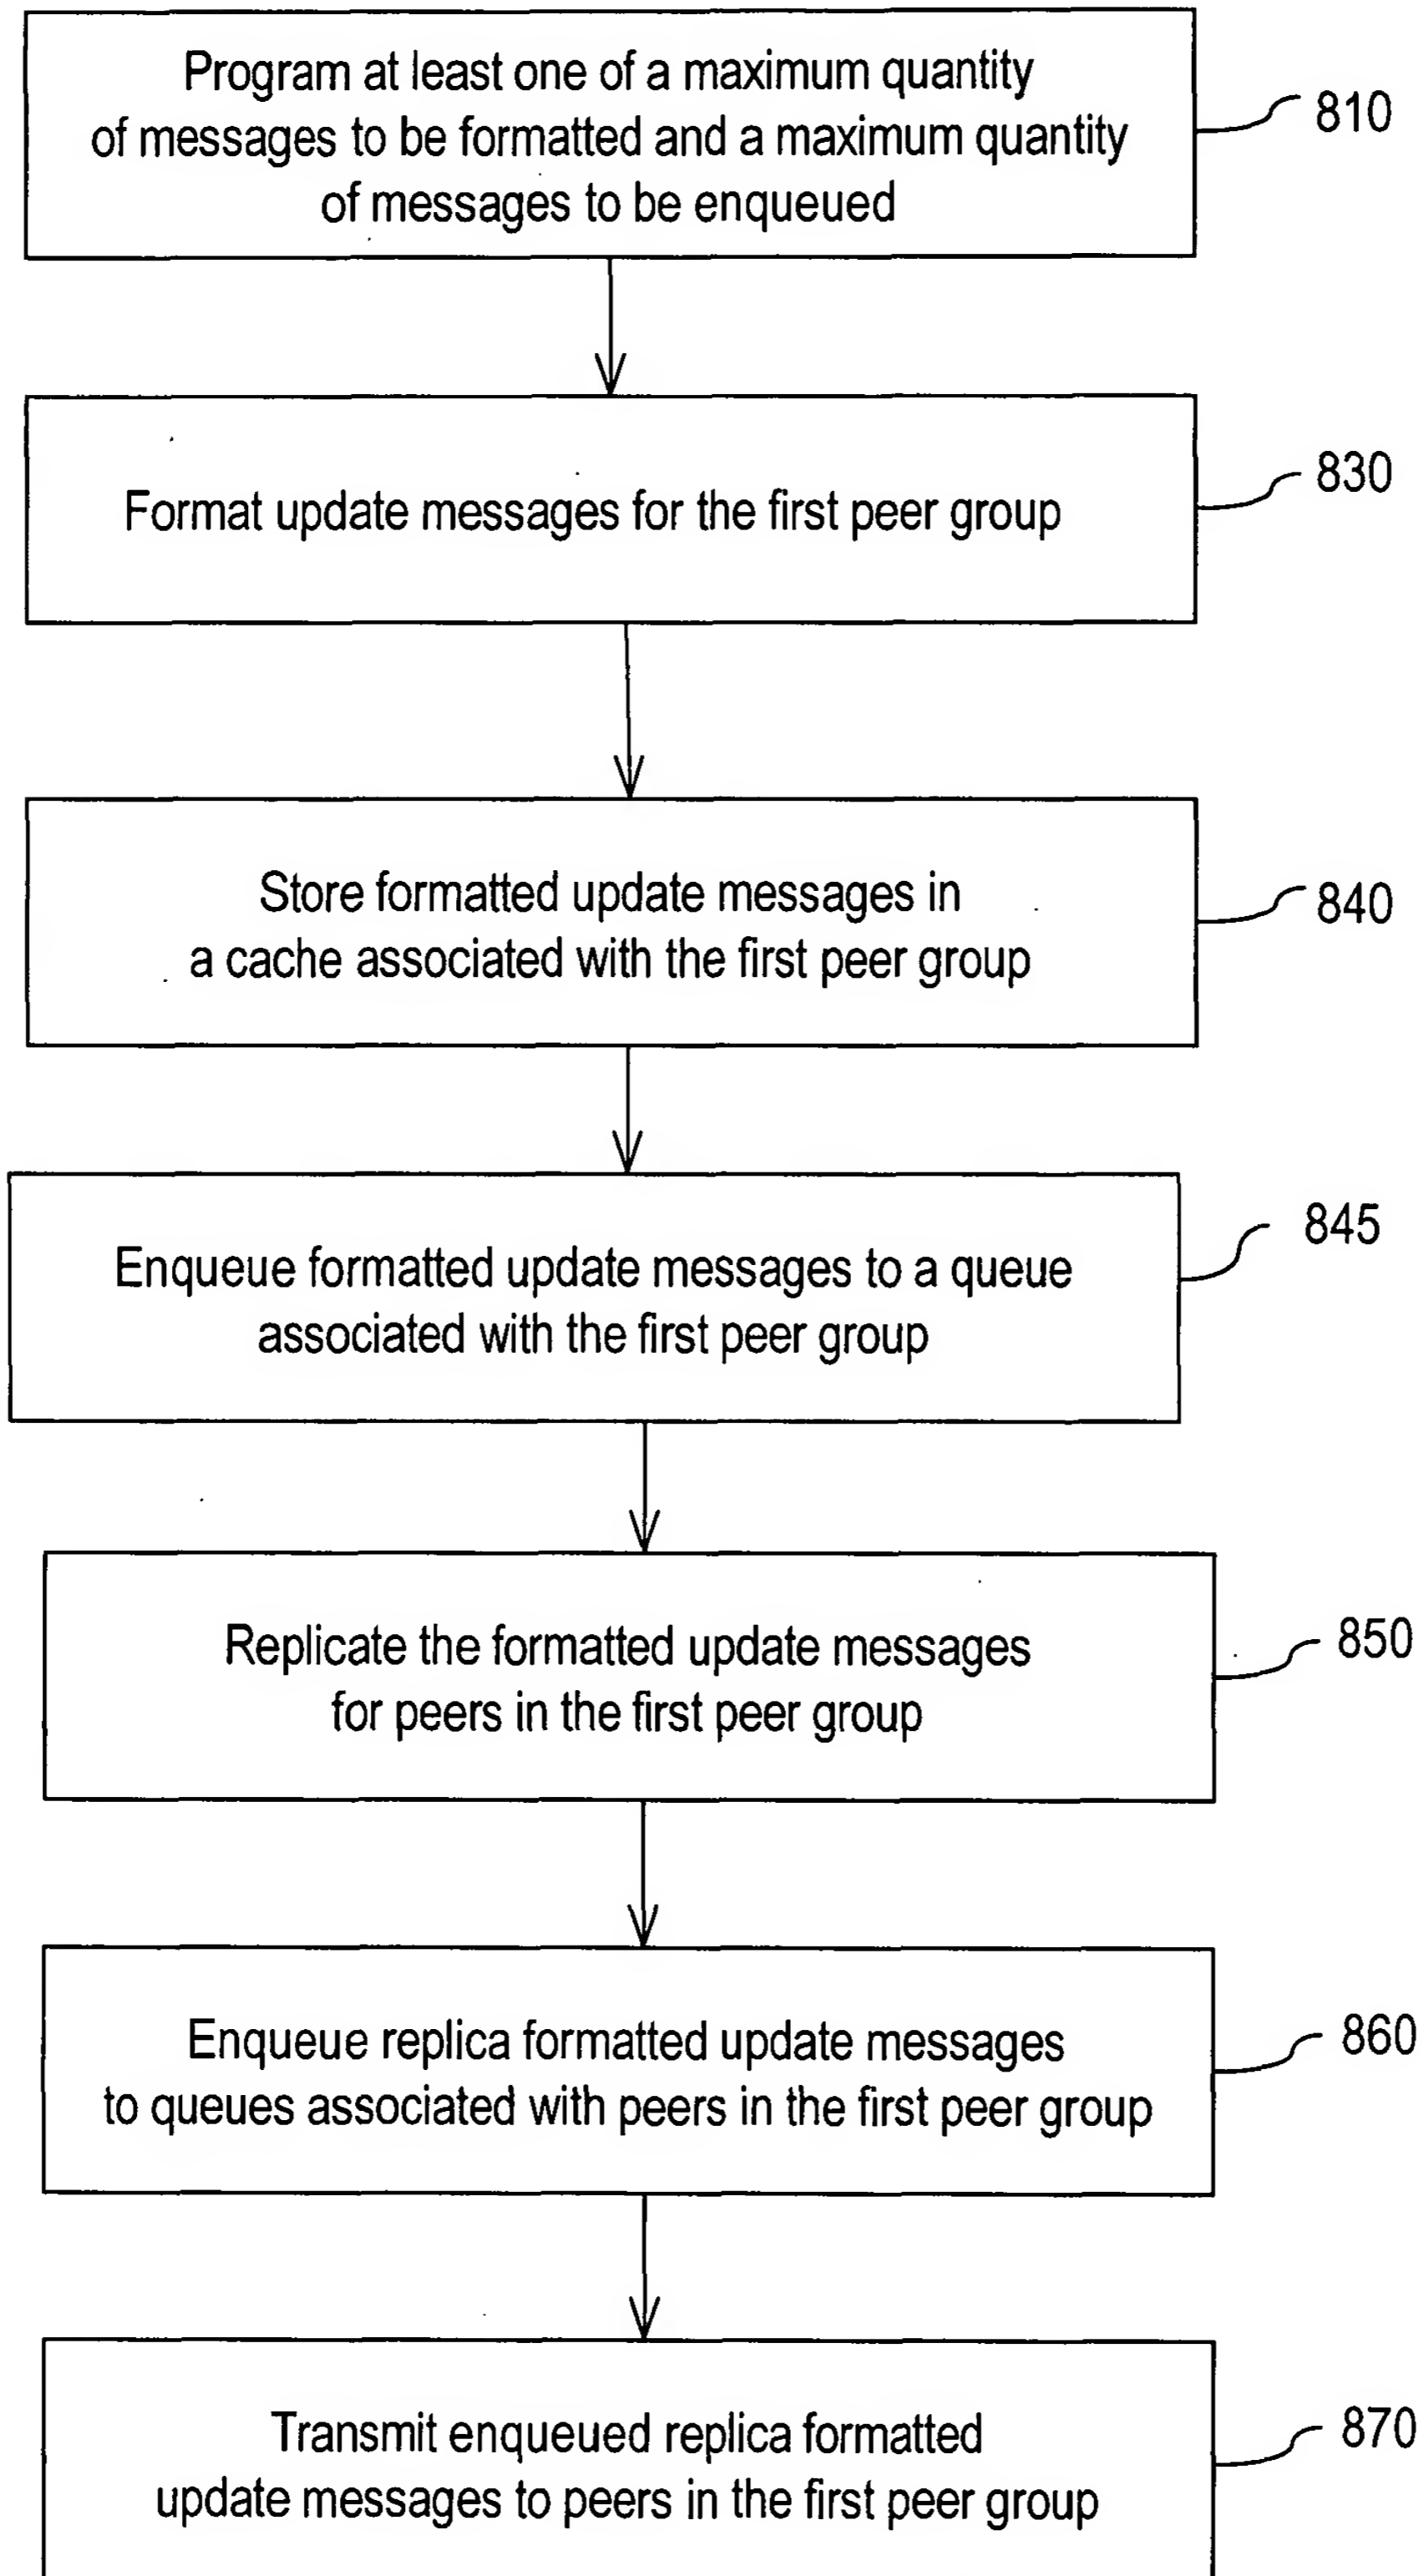 Program at least one of a maximum quantity
of messages to be formatted and a maximum quantity
of messages to be enqueued
810
Format update messages for the first peer group
830
Store formatted update messages in
a cache associated with the first peer group
840
Enqueue formatted update messages to a queue
associated with the first peer group
845
Replicate the formatted update messages
for peers in the first peer group
850
Enqueue replica formatted update messages
to queues associated with peers in the first peer group
860
Transmit enqueued replica formatted
update messages to peers in the first peer group
870